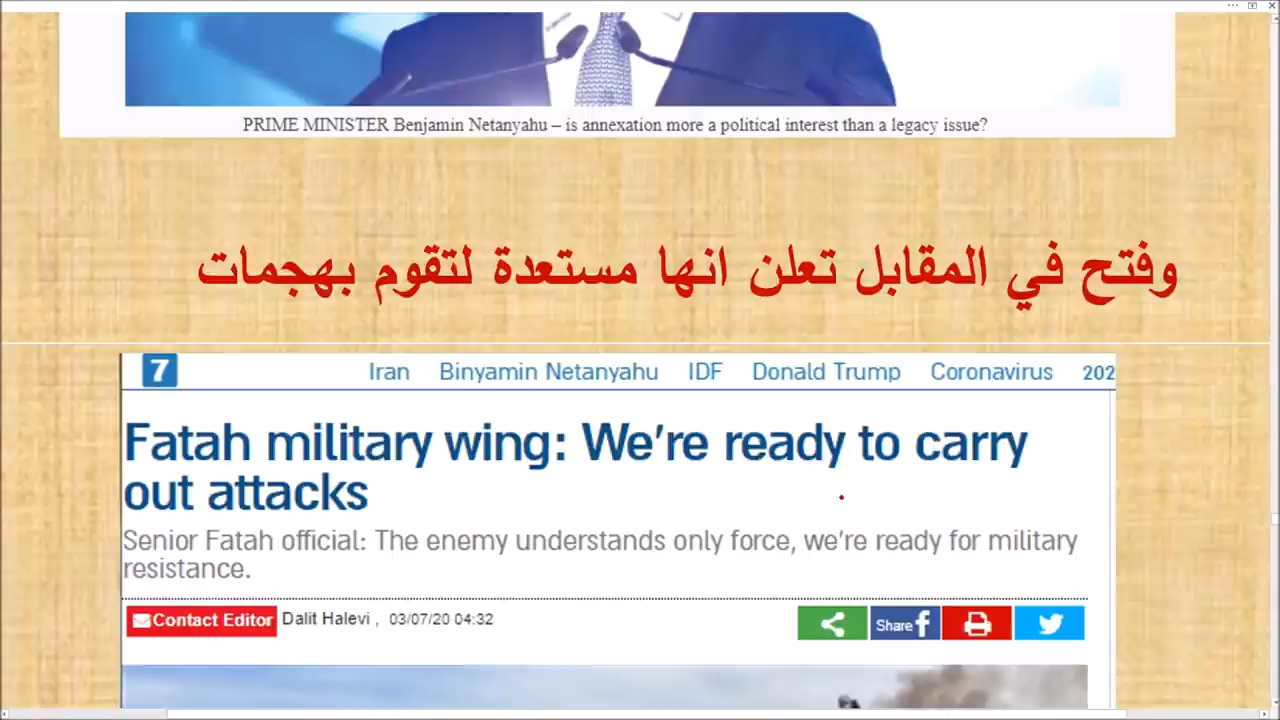 PRIME MINISTER Benjamin Netanyahu – is annexation more a political interest than a legacy issue?
وفتح في المقابل تعلن انها مستعدة لتقوم بهجمات
7 Iran Binyamin Netanyahu IDF Donald Trump Coronavirus 202
Fatah military wing: We're ready to carry
out attacks
Senior Fatah official: The enemy understands only force, we're ready for military
resistance.
Contact Editor Dalit Halevi , 03/07/20 04:32 Share